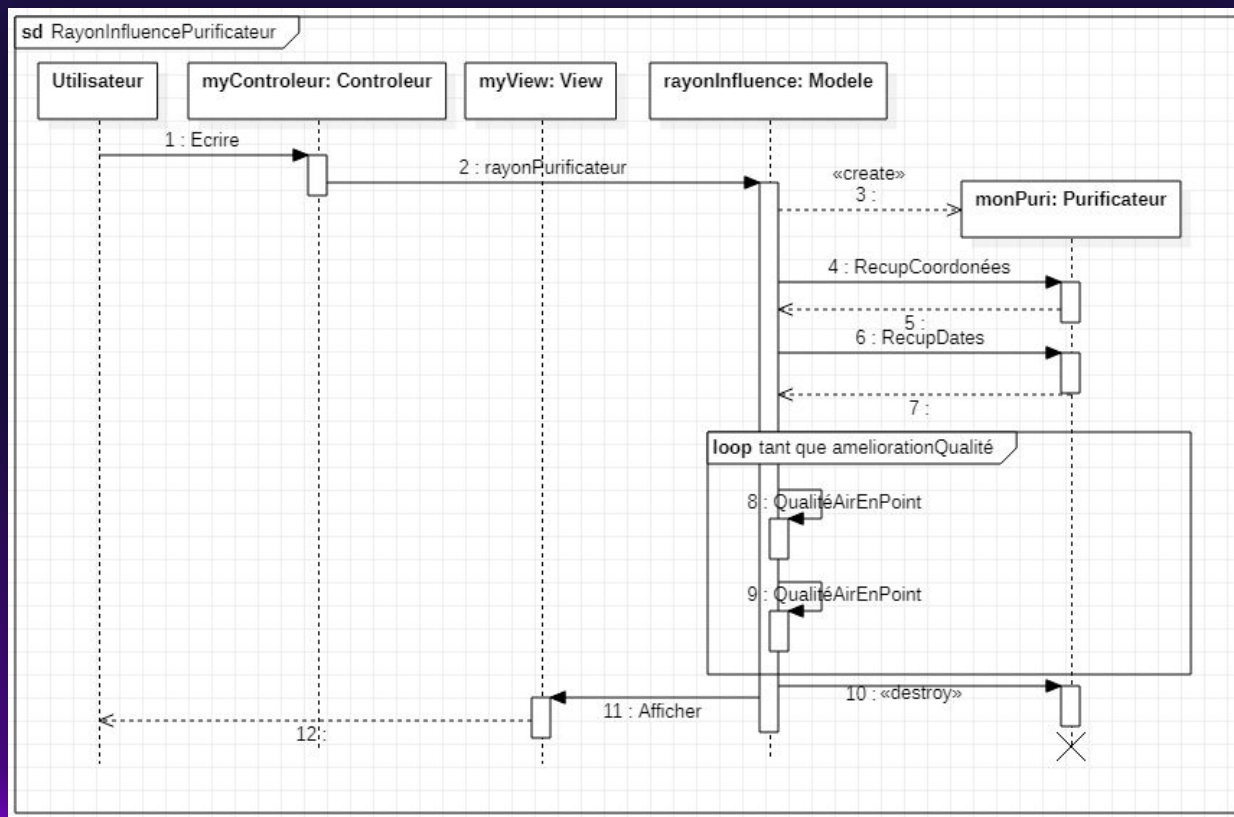 sd RayonInfluencePurificateur
Utilisateur
myControleur: Controleur
myView: View
rayonInfluence: Modele
1 : Ecrire
2 : rayonPurificateur
«create»
3 :
monPuri: Purificateur
4 : RecupCoordonées
5 :
6 : RecupDates
7 :
loop tant que ameliorationQualité
8 : QualitéAirEnPoint
9 : QualitéAirEnPoint
10 : «destroy»
11 : Afficher
12 :